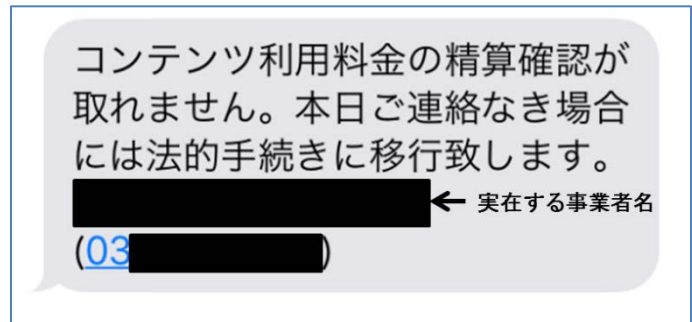 コンテンツ利用料金の精算確認が
取れません。本日ご連絡なき場合
には法的手続きに移行致します。
← 実在する事業者名
(03 )